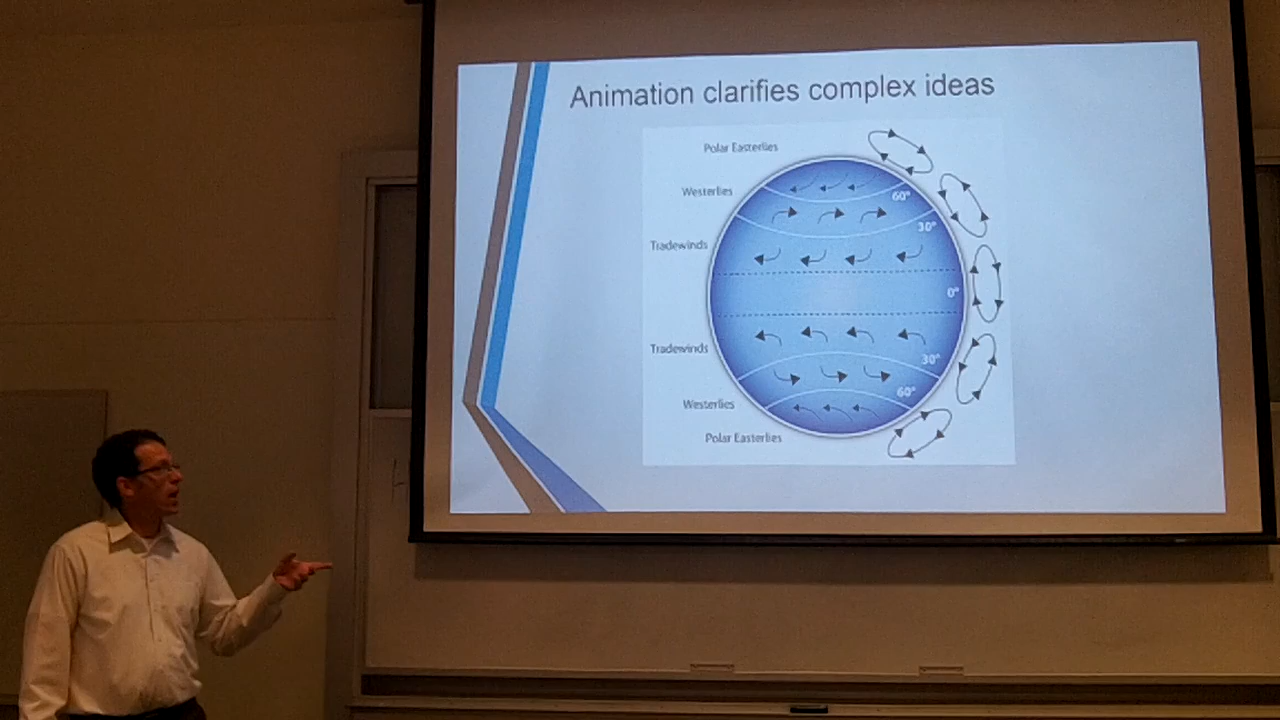 Animation clarifies complex ideas
Polar Easterlies
Westerlies
60°
30°
Tradewinds
0°
Tradewinds
30°
60°
Westerlies
Polar Easterlies